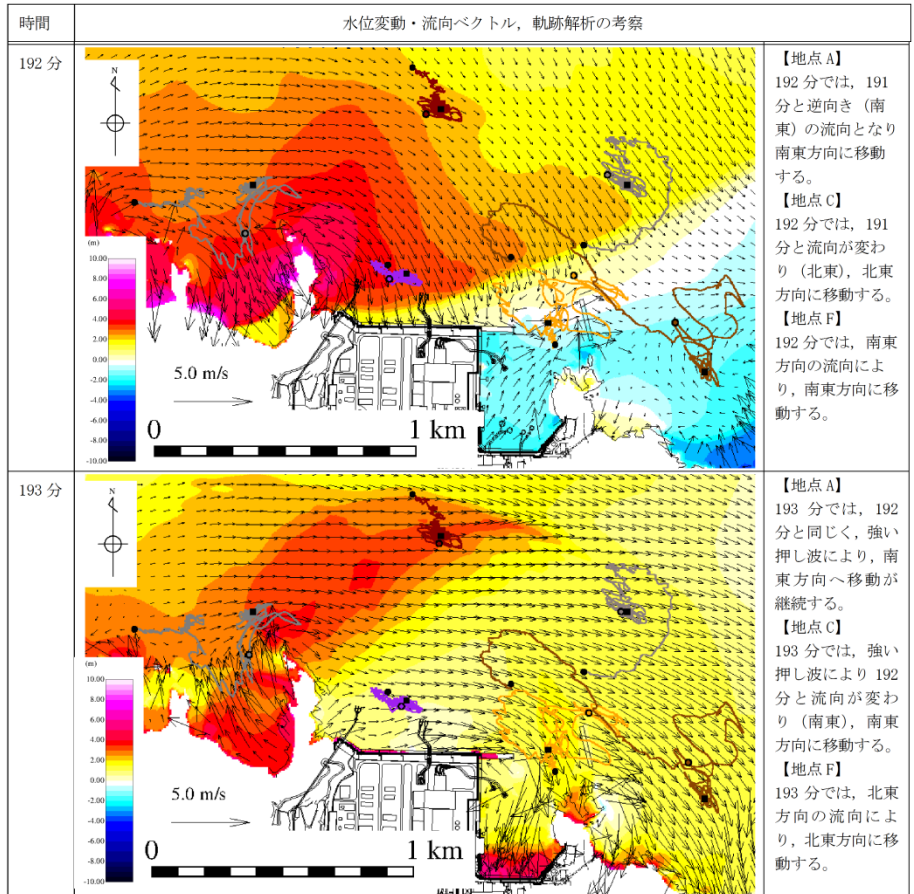 時間
水位変動・流向ベクトル，軌跡解析の考察
192 分
N
(m)
10.00
8.00
6.00
4.00
2.00
0.00
-2.00
-4.00
-6.00
-8.00
-10.00
5.0 m/s
0
1 km
【地点 A】
192 分では，191
分と逆向き（南
東）の流向となり
南東方向に移動
する。
【地点 C】
192 分では，191
分と流向が変わ
り（北東），北東
方向に移動する。
【地点 F】
192 分では，南東
方向の流向によ
り，南東方向に移
動する。
193 分
N
(m)
10.00
8.00
6.00
4.00
2.00
0.00
-2.00
-4.00
-6.00
-8.00
-10.00
5.0 m/s
0
1 km
【地点 A】
193 分では，192
分と同じく，強い
押し波により，南
東方向へ移動が
継続する。
【地点 C】
193 分では，強い
押し波により 192
分と流向が変わ
り（南東），南東
方向に移動する。
【地点 F】
193 分では，北東
方向の流向によ
り，北東方向に移
動する。